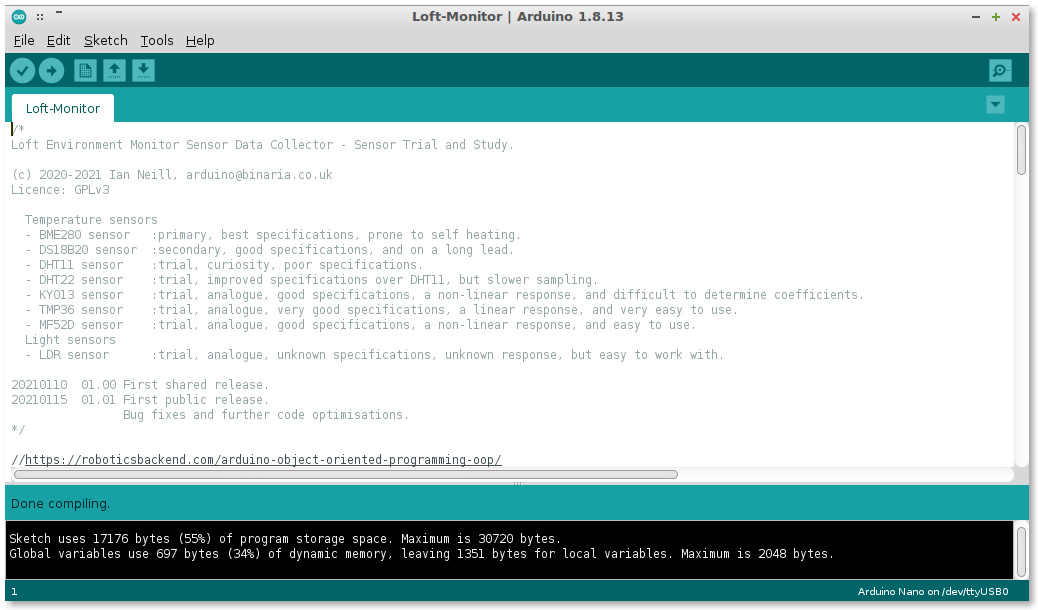 Loft-Monitor | Arduino 1.8.13
File Edit Sketch Tools Help
Loft-Monitor
/*
Loft Environment Monitor Sensor Data Collector - Sensor Trial and Study.
(c) 2020-2021 Ian Neill, arduino@binaria.co.uk
Licence: GPLv3
Temperature sensors
- BME280 sensor :primary, best specifications, prone to self heating.
- DS18B20 sensor :secondary, good specifications, and on a long lead.
- DHT11 sensor :trial, curiosity, poor specifications.
- DHT22 sensor :trial, improved specifications over DHT11, but slower sampling.
- KY013 sensor :trial, analogue, good specifications, a non-linear response, and difficult to determine coefficients.
- TMP36 sensor :trial, analogue, very good specifications, a linear response, and very easy to use.
- MF52D sensor :trial, analogue, good specifications, a non-linear response, and easy to use.
Light sensors
- LDR sensor :trial, analogue, unknown specifications, unknown response, but easy to work with.
20210110 01.00 First shared release.
20210115 01.01 First public release.
Bug fixes and further code optimisations.
*/
//https://roboticsbackend.com/arduino-object-oriented-programming-oop/
Done compiling.
Sketch uses 17176 bytes (55%) of program storage space. Maximum is 30720 bytes.
Global variables use 697 bytes (34%) of dynamic memory, leaving 1351 bytes for local variables. Maximum is 2048 bytes.
1 Arduino Nano on /dev/ttyUSB0